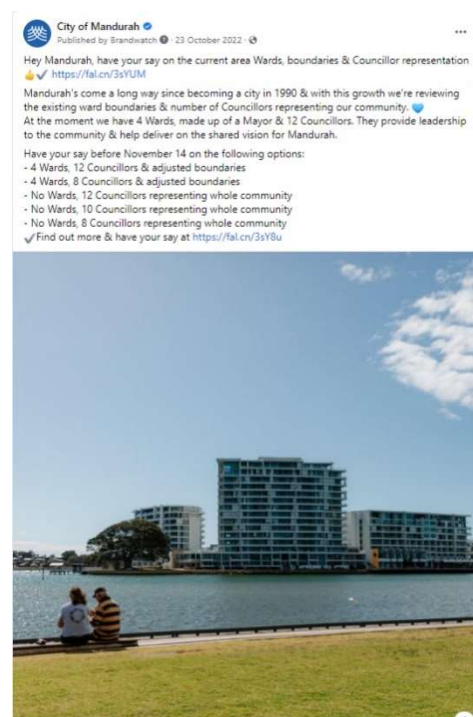 City of Mandurah
Published by Brandwatch · 23 October 2022 ·
Hey Mandurah, have your say on the current area Wards, boundaries & Councillor representation
👍✔ https://fal.cn/3sYUM
Mandurah's come a long way since becoming a city in 1990 & with this growth we're reviewing
the existing ward boundaries & number of Councillors representing our community. 💙
At the moment we have 4 Wards, made up of a Mayor & 12 Councillors. They provide leadership
to the community & help deliver on the shared vision for Mandurah.
Have your say before November 14 on the following options:
- 4 Wards, 12 Councillors & adjusted boundaries
- 4 Wards, 8 Councillors & adjusted boundaries
- No Wards, 12 Councillors representing whole community
- No Wards, 10 Councillors representing whole community
- No Wards, 8 Councillors representing whole community
✔Find out more & have your say at https://fal.cn/3sY8u